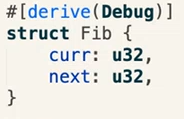 #[derive(Debug)]
struct Fib {
    curr: u32,
    next: u32,
}